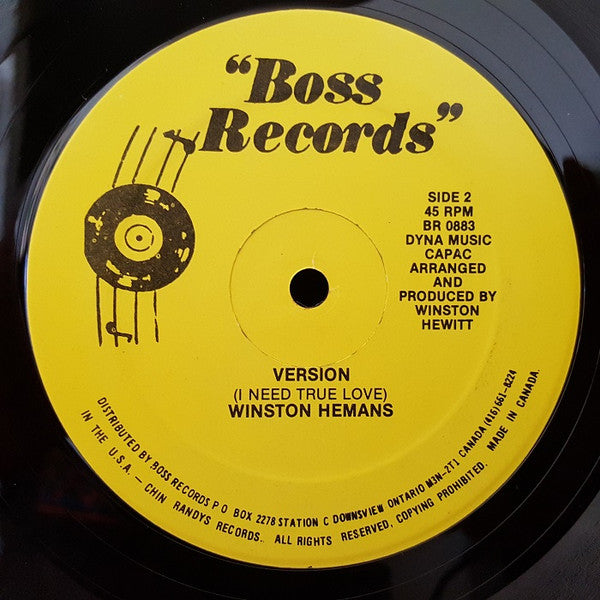 "Boss
Records"
SIDE 2
45 RPM
BR 0883
DYNA MUSIC
CAPAC
ARRANGED
AND
PRODUCED BY
WINSTON
HEWITT
VERSION
(I NEED TRUE LOVE)
WINSTON HEMANS
DISTRIBUTED BY BOSS RECORDS P O BOX 2278 STATION C DOWNSVIEW ONTARIO M3N-2T1 CANADA (416) 661-8224
IN THE U.S.A. — CHIN RANDYS RECORDS. ALL RIGHTS RESERVED, COPYING PROHIBITED. MADE IN CANADA.